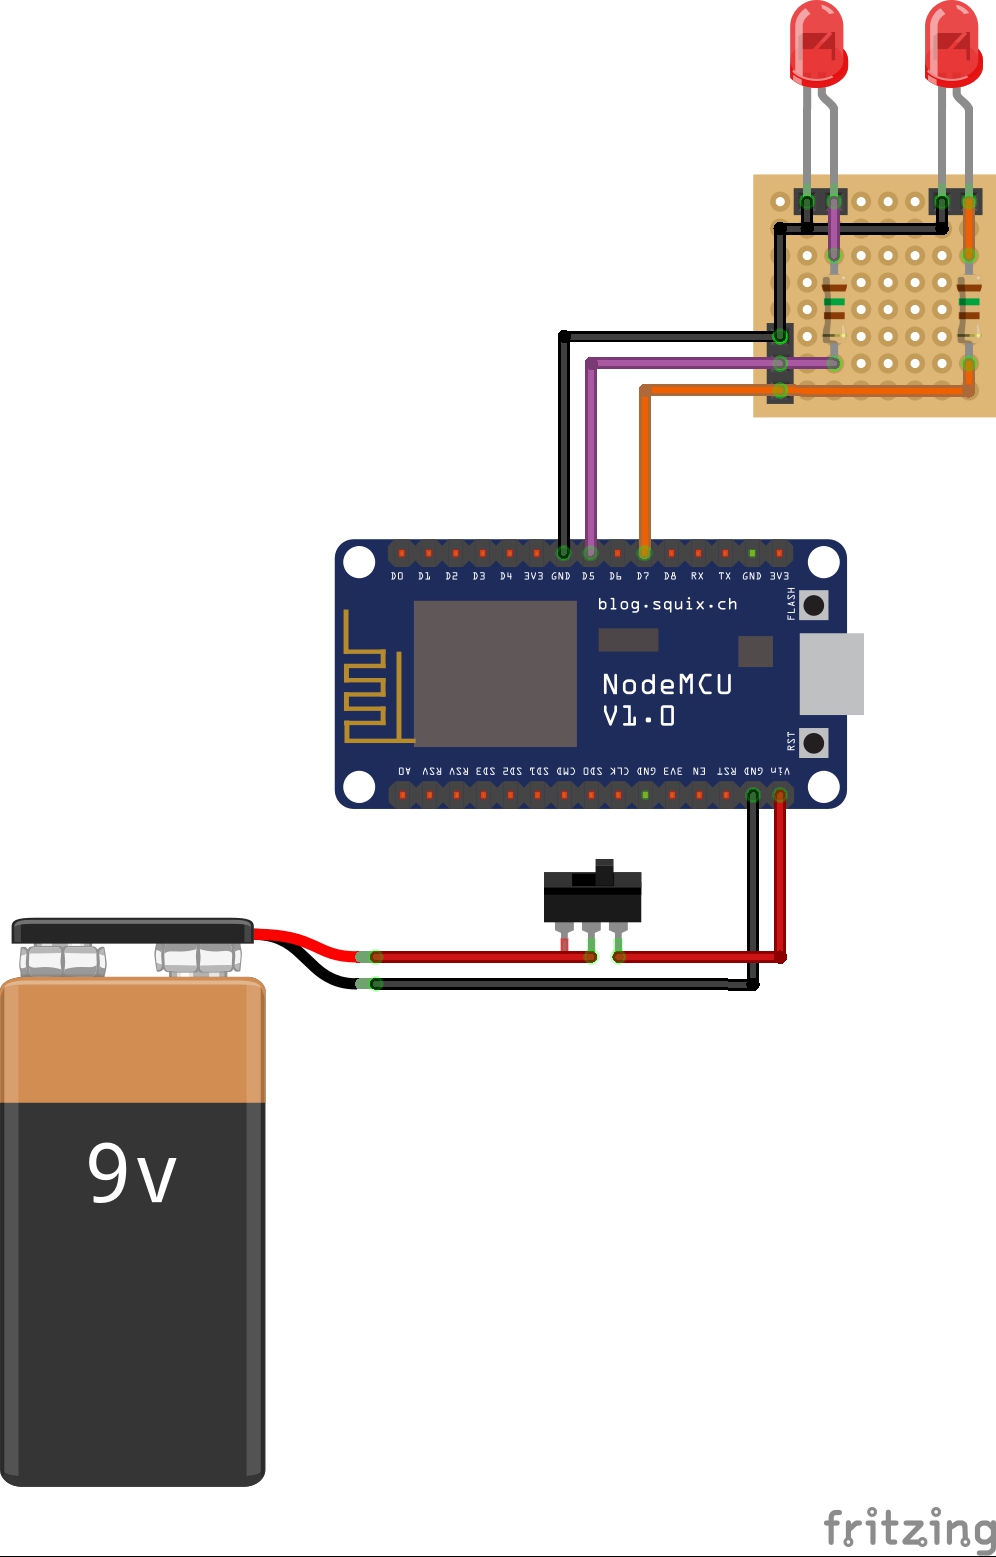 D0 D1 D2 D3 D4 3V3 GND D5 D6 D7 D8 RX TX GND 3V3
blog.squix.ch
FLASH
NodeMCU
V1.0
RST
A0 RSV RSV SD3 SD2 SD1 CMD SD0 CLK GND 3V3 EN RST GND Vin
9v
fritzing